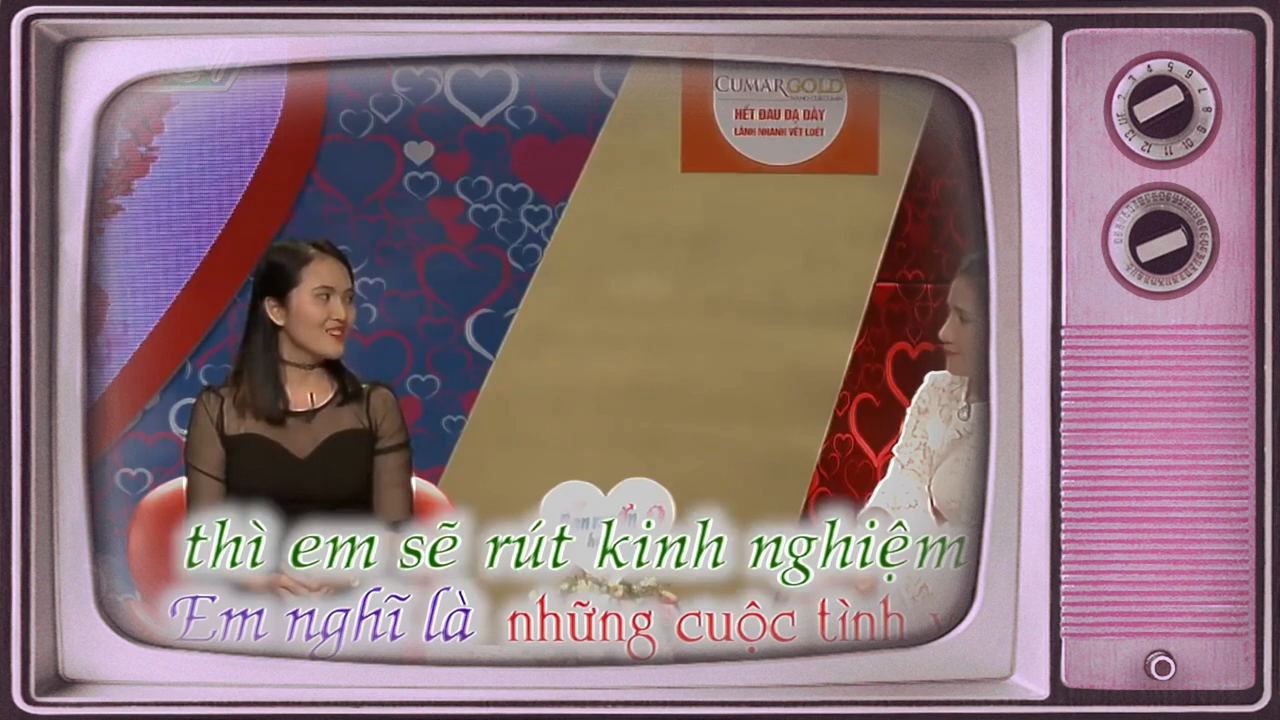 CUMARGOLD
HẾT ĐAU DẠ DÀY
LÀNH NHANH VẾT LOÉT
thì em sẽ rút kinh nghiệm
Em nghĩ là những cuộc tình